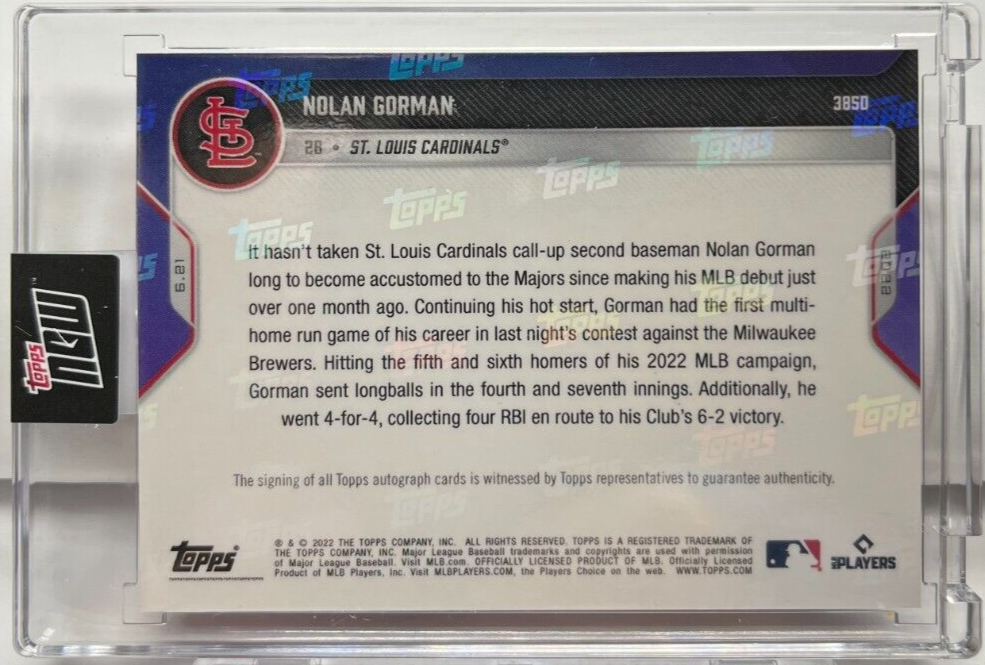 NOLAN GORMAN
385D
28 • ST. LOUIS CARDINALS®
6.21
2022
It hasn't taken St. Louis Cardinals call-up second baseman Nolan Gorman
long to become accustomed to the Majors since making his MLB debut just
over one month ago. Continuing his hot start, Gorman had the first multi-
home run game of his career in last night's contest against the Milwaukee
Brewers. Hitting the fifth and sixth homers of his 2022 MLB campaign,
Gorman sent longballs in the fourth and seventh innings. Additionally, he
went 4-for-4, collecting four RBI en route to his Club's 6-2 victory.
The signing of all Topps autograph cards is witnessed by Topps representatives to guarantee authenticity.
topps NOW
topps®
® & © 2022 THE TOPPS COMPANY, INC. ALL RIGHTS RESERVED. TOPPS IS A REGISTERED TRADEMARK OF
THE TOPPS COMPANY, INC. Major League Baseball trademarks and copyrights are used with permission
of Major League Baseball. Visit MLB.com. OFFICIALLY LICENSED PRODUCT OF MLB. Officially Licensed
Product of MLB Players, Inc. Visit MLBPLAYERS.COM, the Players Choice on the web. WWW.TOPPS.COM
MLB PLAYERS